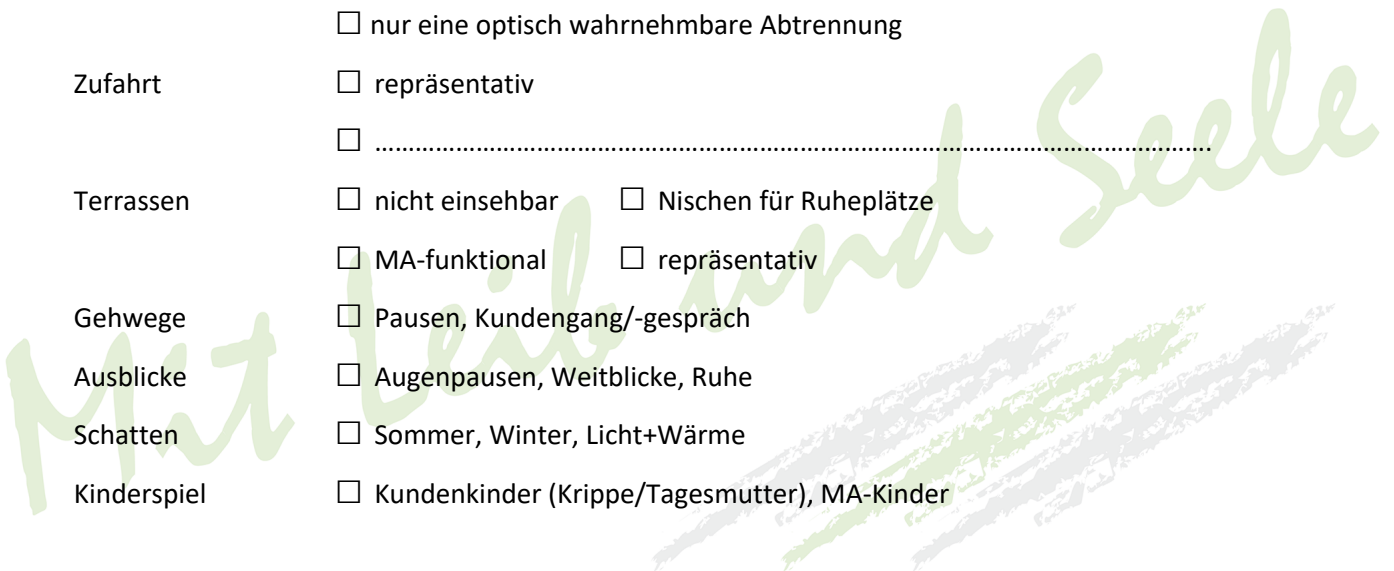 ☐ nur eine optisch wahrnehmbare Abtrennung
Zufahrt ☐ repräsentativ
☐ ……………………………………………………………………………………………
Terrassen ☐ nicht einsehbar ☐ Nischen für Ruheplätze
☐ MA-funktional ☐ repräsentativ
Gehwege ☐ Pausen, Kundengang/-gespräch
Ausblicke ☐ Augenpausen, Weitblicke, Ruhe
Schatten ☐ Sommer, Winter, Licht+Wärme
Kinderspiel ☐ Kundenkinder (Krippe/Tagesmutter), MA-Kinder
Mit Leib und Seele